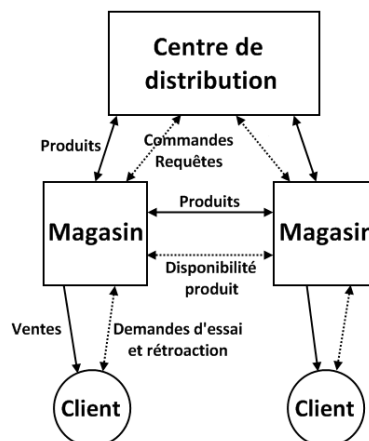 Centre de
distribution
Produits
Commandes
Requêtes
Magasin
Produits
Magasin
Disponibilité
produit
Ventes
Demandes d'essai
et rétroaction
Client
Client